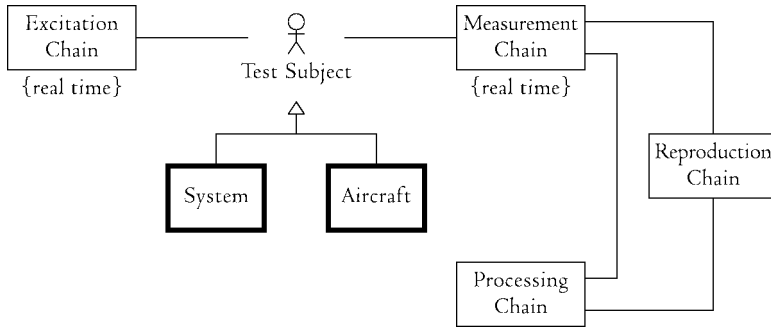 Excitation
Chain
{real time}
Test Subject
Measurement
Chain
{real time}
Reproduction
Chain
System
Aircraft
Processing
Chain